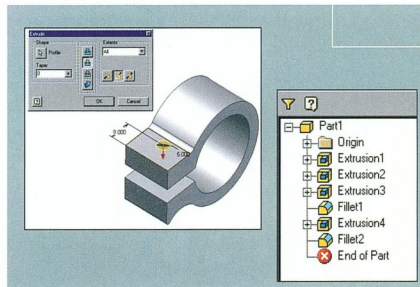 Extrude
Shape
Profile
Extents
All
Taper
0
OK
Cancel
9.000
5.000
Part1
Origin
Extrusion1
Extrusion2
Extrusion3
Fillet1
Extrusion4
Fillet2
End of Part